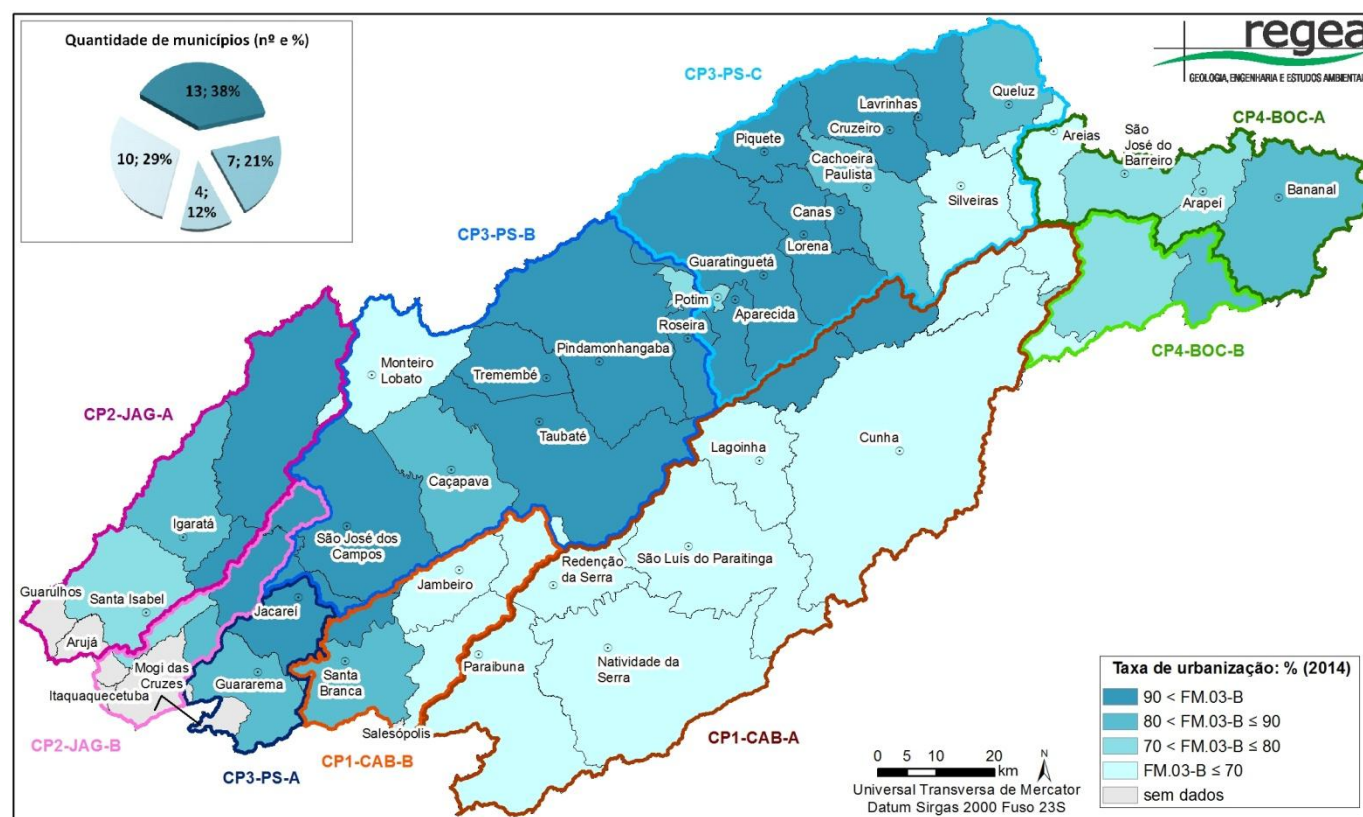 Quantidade de municípios (nº e %)
13; 38%
10; 29%
7; 21%
4;
12%
regea
GEOLOGIA, ENGENHARIA E ESTUDOS AMBIENTAIS
CP3-PS-C
Queluz
Lavrinhas
Cruzeiro
Piquete
Cachoeira
Paulista
Silveiras
Canas
Lorena
Guaratinguetá
Potim
Aparecida
Roseira
CP4-BOC-A
Areias
São
José do
Barreiro
Arapeí
Bananal
CP4-BOC-B
CP3-PS-B
Monteiro
Lobato
Tremembé
Pindamonhangaba
Taubaté
Caçapava
São José dos
Campos
CP2-JAG-A
Igaratá
Santa Isabel
Guarulhos
Arujá
Jacareí
Mogi das
Cruzes
Itaquaquecetuba
Guararema
CP2-JAG-B
CP3-PS-A
Santa
Branca
Jambeiro
Paraibuna
Salesópolis
CP1-CAB-B
Redenção
da Serra
São Luís do Paraitinga
Lagoinha
Cunha
Natividade da
Serra
CP1-CAB-A
0 5 10 20
km
N
Universal Transversa de Mercator
Datum Sirgas 2000 Fuso 23S
Taxa de urbanização: % (2014)
90 < FM.03-B
80 < FM.03-B ≤ 90
70 < FM.03-B ≤ 80
FM.03-B ≤ 70
sem dados